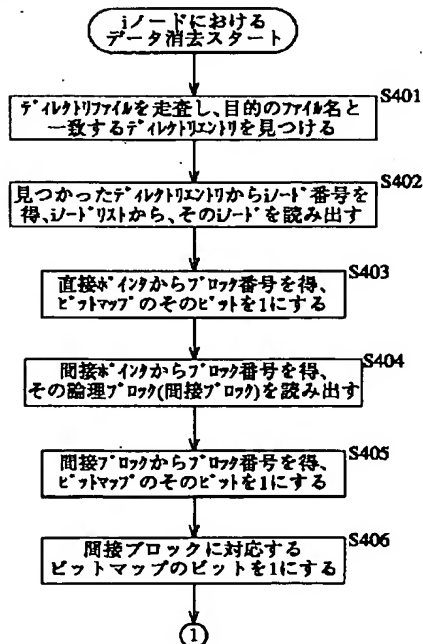 iノードにおける
データ消去スタート
S401
ディレクトリファイルを走査し、目的のファイル名と
一致するディレクトリエントリを見つける
S402
見つかったディレクトリエントリからiノード番号を
得、iノードリストから、そのiノードを読み出す
S403
直接ポインタからブロック番号を得、
ビットマップのそのビットを1にする
S404
間接ポインタからブロック番号を得、
その論理ブロック(間接ブロック)を読み出す
S405
間接ブロックからブロック番号を得、
ビットマップのそのビットを1にする
S406
間接ブロックに対応する
ビットマップのビットを1にする
1